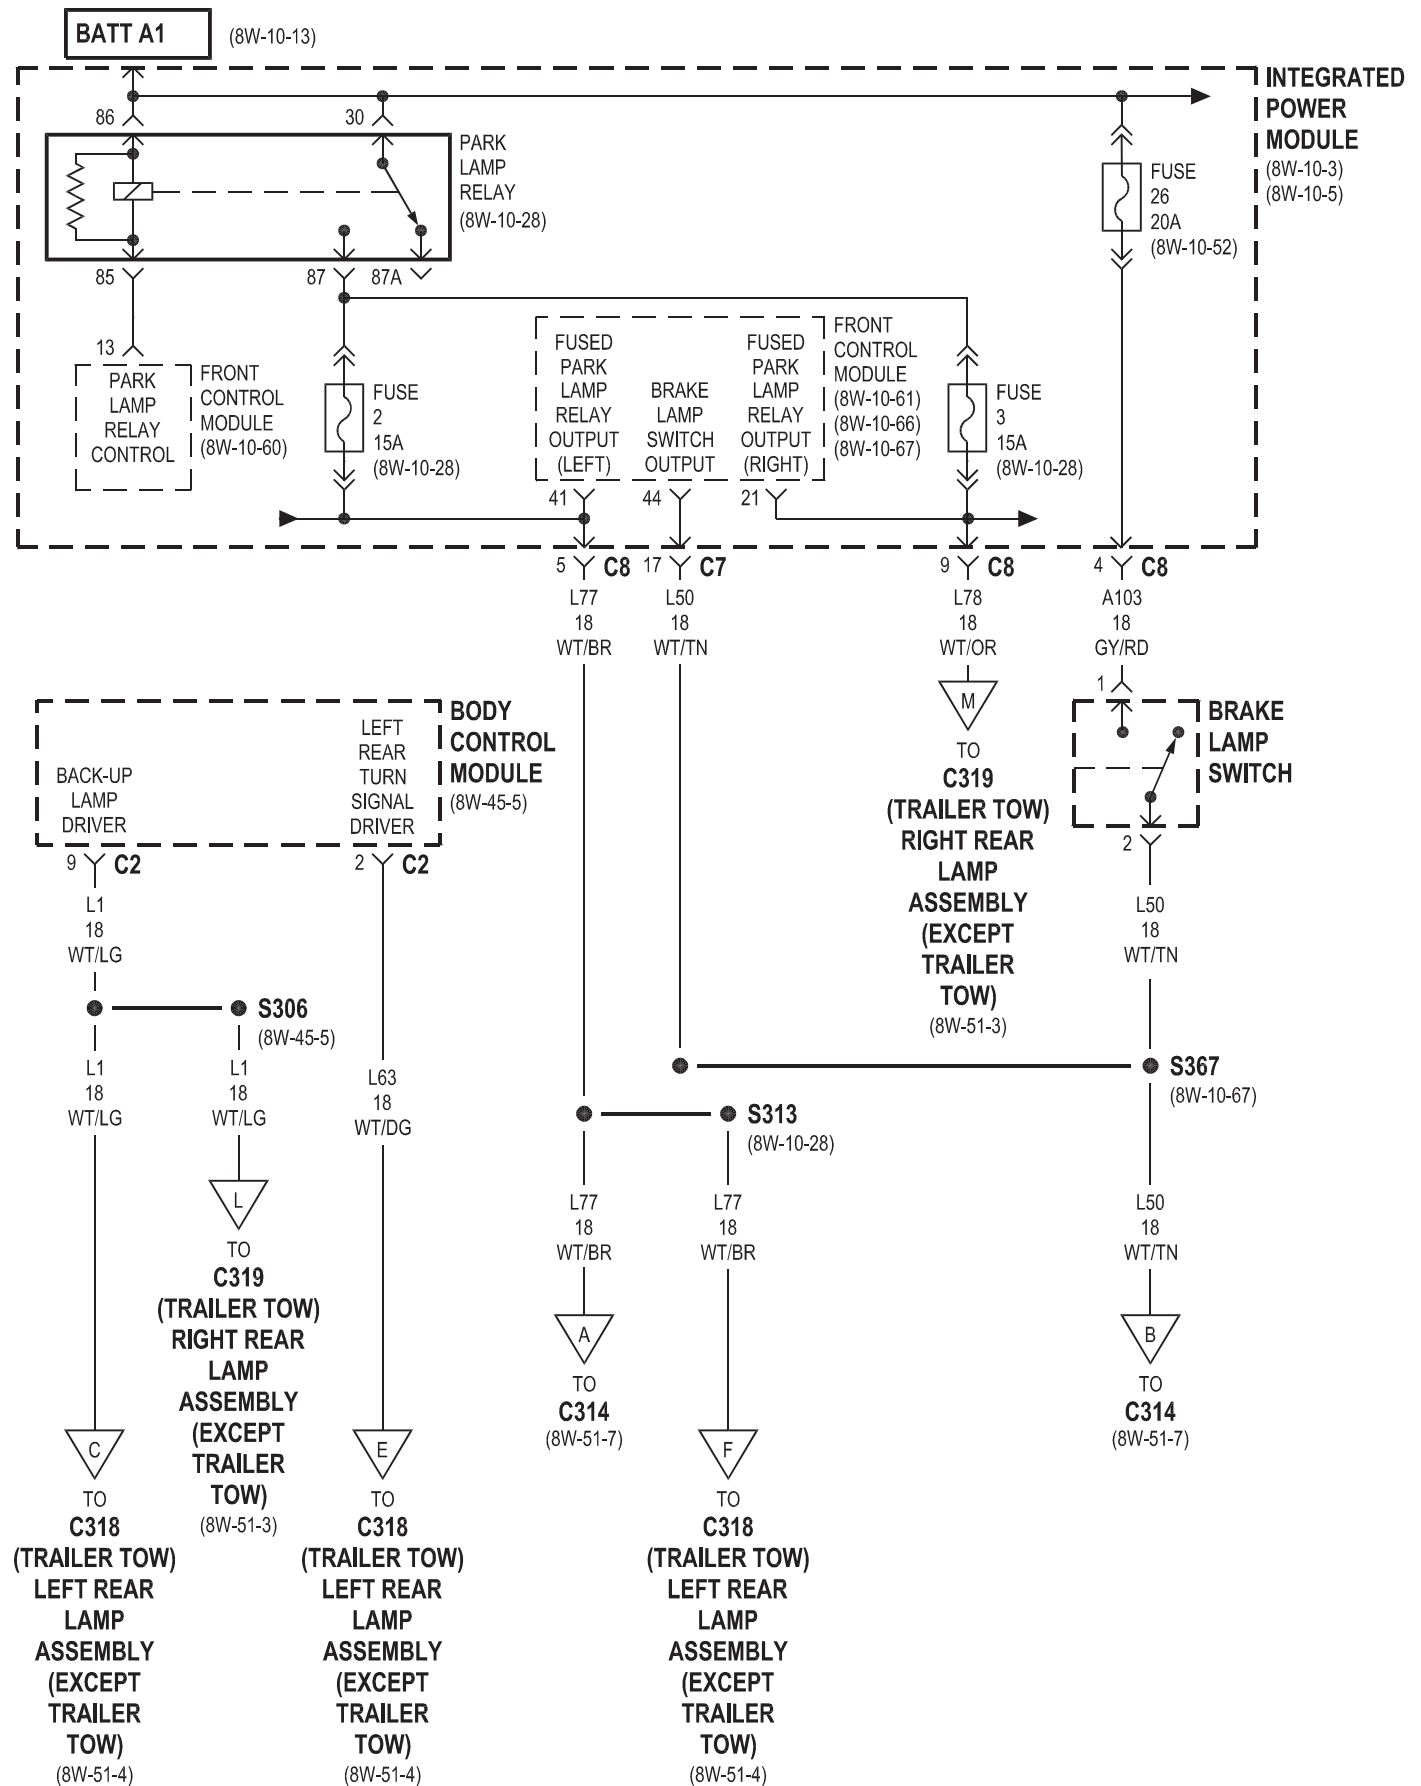 BATT A1
(8W-10-13)
INTEGRATED
POWER
MODULE
(8W-10-3)
(8W-10-5)
86
30
PARK
LAMP
RELAY
(8W-10-28)
FUSE
26
20A
(8W-10-52)
85
87
87A
13
PARK
LAMP
RELAY
CONTROL
FRONT
CONTROL
MODULE
(8W-10-60)
FUSE
2
15A
(8W-10-28)
FUSED
PARK
LAMP
RELAY
OUTPUT
(LEFT)
BRAKE
LAMP
SWITCH
OUTPUT
FUSED
PARK
LAMP
RELAY
OUTPUT
(RIGHT)
FRONT
CONTROL
MODULE
(8W-10-61)
(8W-10-66)
(8W-10-67)
FUSE
3
15A
(8W-10-28)
41
44
21
5 C8
17 C7
9 C8
4 C8
L77
18
WT/BR
L50
18
WT/TN
L78
18
WT/OR
A103
18
GY/RD
M
TO
C319
(TRAILER TOW)
RIGHT REAR
LAMP
ASSEMBLY
(EXCEPT
TRAILER
TOW)
(8W-51-3)
1
BRAKE
LAMP
SWITCH
2
L50
18
WT/TN
BACK-UP
LAMP
DRIVER
LEFT
REAR
TURN
SIGNAL
DRIVER
BODY
CONTROL
MODULE
(8W-45-5)
9 C2
2 C2
L1
18
WT/LG
S306
(8W-45-5)
L1
18
WT/LG
L1
18
WT/LG
L63
18
WT/DG
S367
(8W-10-67)
S313
(8W-10-28)
L77
18
WT/BR
L77
18
WT/BR
L50
18
WT/TN
L
TO
C319
(TRAILER TOW)
RIGHT REAR
LAMP
ASSEMBLY
(EXCEPT
TRAILER
TOW)
(8W-51-3)
A
TO
C314
(8W-51-7)
B
TO
C314
(8W-51-7)
C
TO
C318
(TRAILER TOW)
LEFT REAR
LAMP
ASSEMBLY
(EXCEPT
TRAILER
TOW)
(8W-51-4)
E
TO
C318
(TRAILER TOW)
LEFT REAR
LAMP
ASSEMBLY
(EXCEPT
TRAILER
TOW)
(8W-51-4)
F
TO
C318
(TRAILER TOW)
LEFT REAR
LAMP
ASSEMBLY
(EXCEPT
TRAILER
TOW)
(8W-51-4)